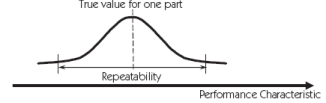 True value for one part
Repeatability
Performance Characteristic